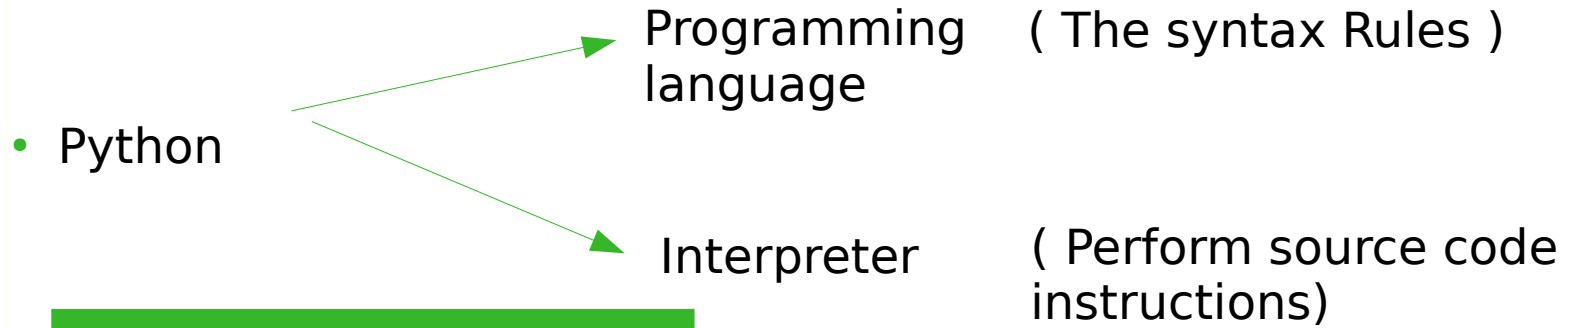 Programming ( The syntax Rules )
language
• Python
Interpreter ( Perform source code
instructions)